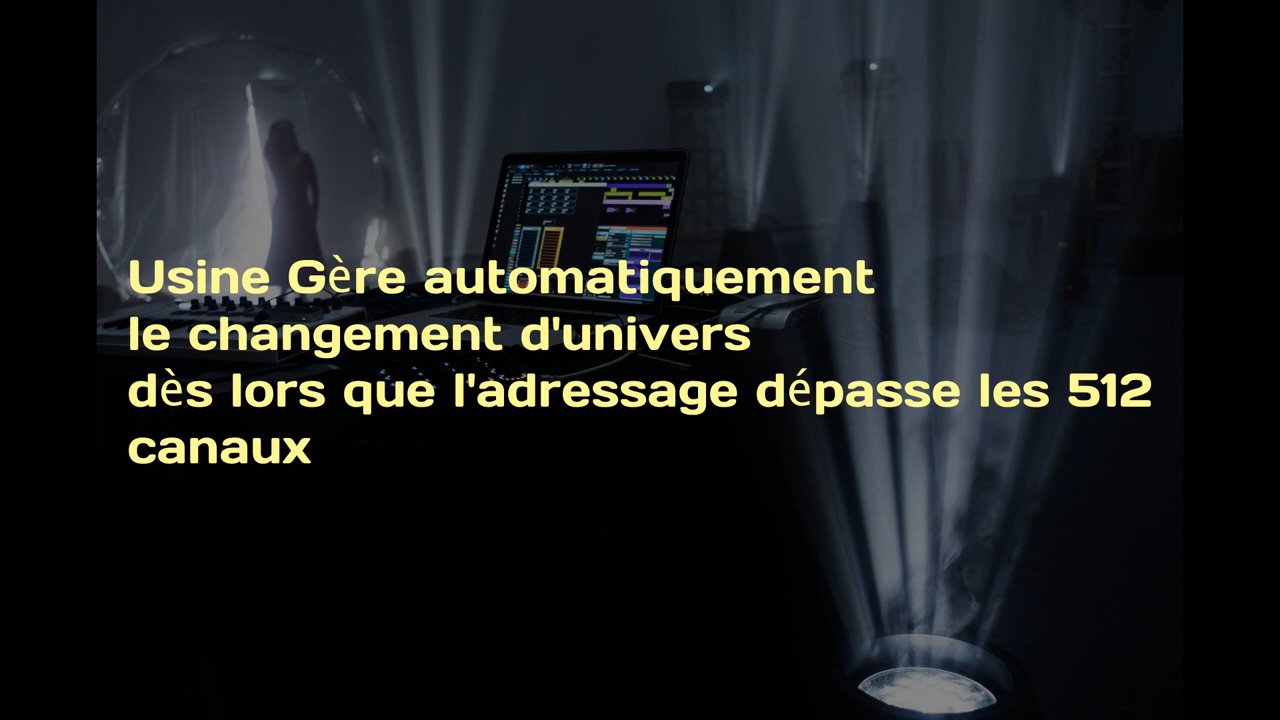 Usine Gère automatiquement
le changement d'univers
dès lors que l'adressage dépasse les 512
canaux